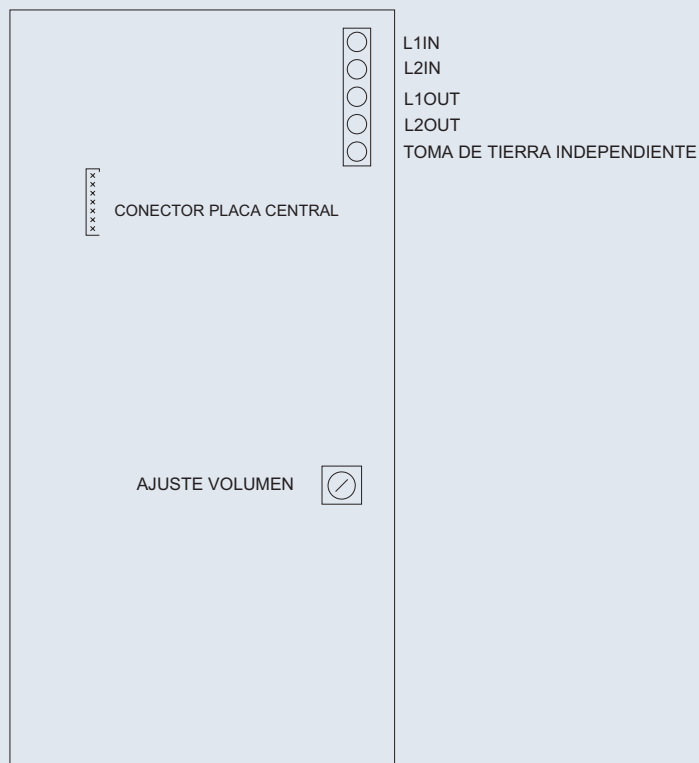 L1IN
L2IN
L1OUT
L2OUT
TOMA DE TIERRA INDEPENDIENTE
CONECTOR PLACA CENTRAL
AJUSTE VOLUMEN